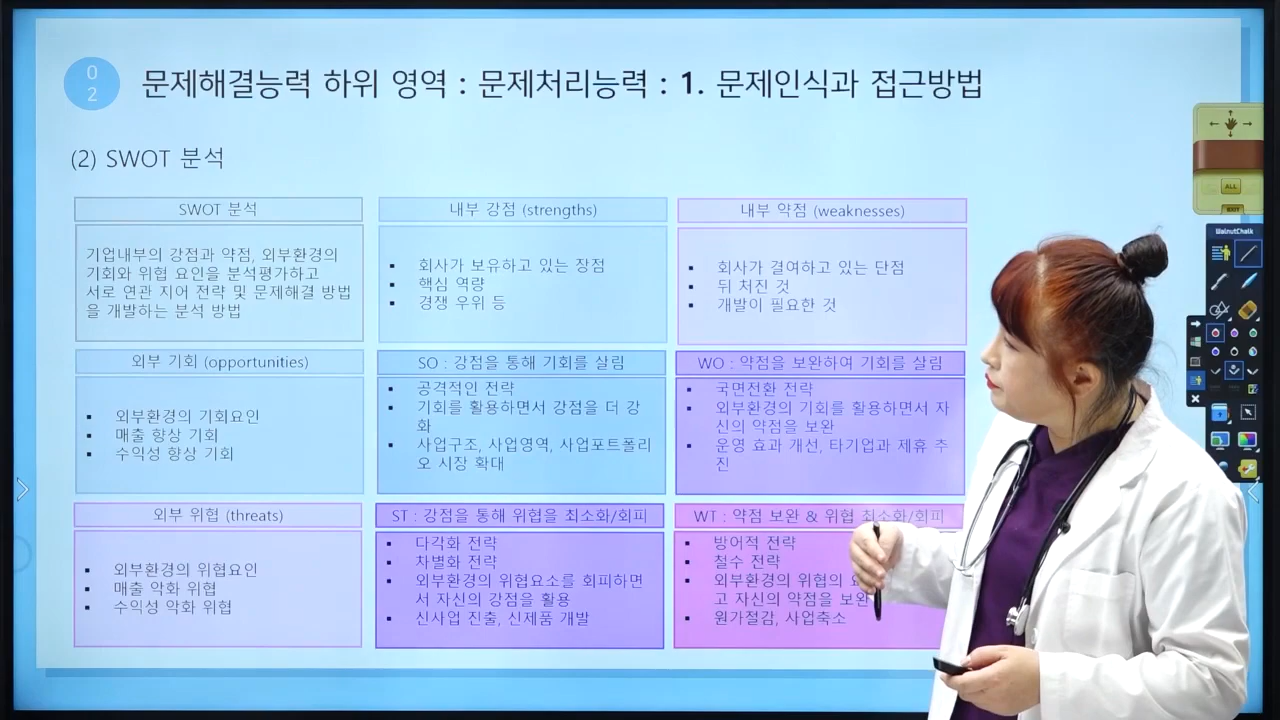 0
2
문제해결능력 하위 영역 : 문제처리능력 : 1. 문제인식과 접근방법
(2) SWOT 분석
SWOT 분석
기업내부의 강점과 약점, 외부환경의
기회와 위협 요인을 분석평가하고
서로 연관 지어 전략 및 문제해결 방법
을 개발하는 분석 방법
내부 강점 (strengths)
▪ 회사가 보유하고 있는 장점
▪ 핵심 역량
▪ 경쟁 우위 등
내부 약점 (weaknesses)
▪ 회사가 결여하고 있는 단점
▪ 뒤 처진 것
▪ 개발이 필요한 것
외부 기회 (opportunities)
▪ 외부환경의 기회요인
▪ 매출 향상 기회
▪ 수익성 향상 기회
SO : 강점을 통해 기회를 살림
▪ 공격적인 전략
▪ 기회를 활용하면서 강점을 더 강
화
▪ 사업구조, 사업영역, 사업포트폴리
오 시장 확대
WO : 약점을 보완하여 기회를 살림
▪ 국면전환 전략
▪ 외부환경의 기회를 활용하면서 자
신의 약점을 보완
▪ 운영 효과 개선, 타기업과 제휴 추
진
외부 위협 (threats)
▪ 외부환경의 위협요인
▪ 매출 악화 위협
▪ 수익성 악화 위협
ST : 강점을 통해 위협을 최소화/회피
▪ 다각화 전략
▪ 차별화 전략
▪ 외부환경의 위협요소를 회피하면
서 자신의 강점을 활용
▪ 신사업 진출, 신제품 개발
WT : 약점 보완 & 위협 최소화/회피
▪ 방어적 전략
▪ 철수 전략
▪ 외부환경의 위협의
고 자신의 약점을 보완
▪ 원가절감, 사업축소
ALL
WalnutChalk